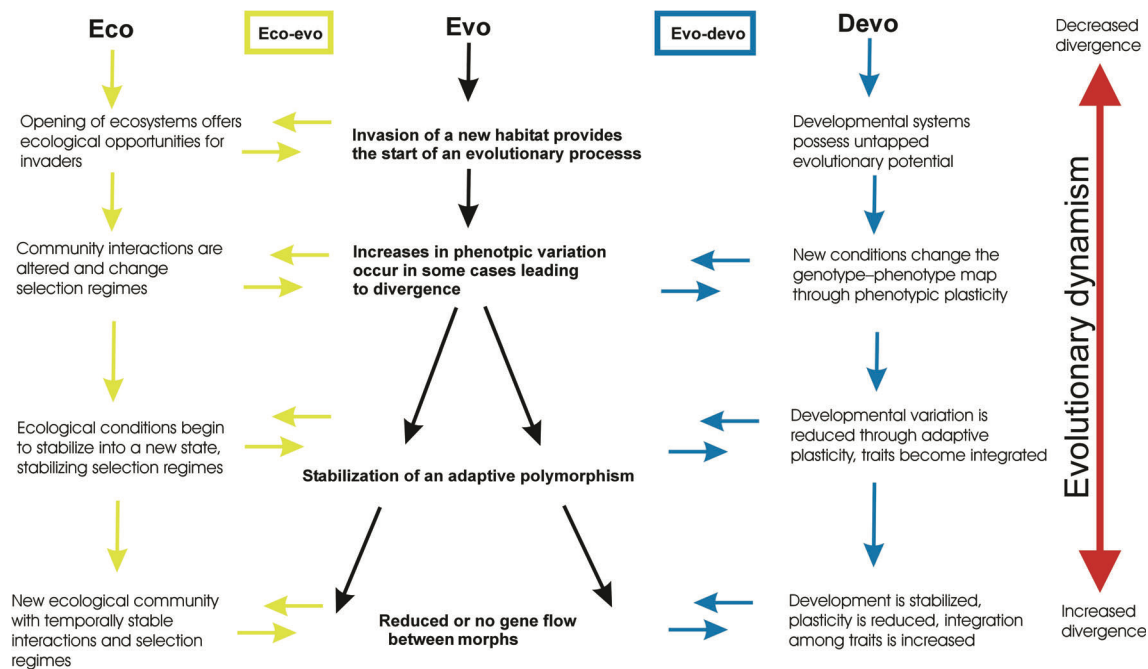 Eco
Eco-evo
Evo
Evo-devo
Devo
Decreased
divergence
Opening of ecosystems offers
ecological opportunities for
invaders
Invasion of a new habitat provides
the start of an evolutionary processs
Developmental systems
possess untapped
evolutionary potential
Community interactions are
altered and change
selection regimes
Increases in phenotpic variation
occur in some cases leading
to divergence
New conditions change the
genotype–phenotype map
through phenotypic plasticity
Evolutionary dynamism
Ecological conditions begin
to stabilize into a new state,
stabilizing selection regimes
Stabilization of an adaptive polymorphism
Developmental variation is
reduced through adaptive
plasticity, traits become integrated
New ecological community
with temporally stable
interactions and selection
regimes
Reduced or no gene flow
between morphs
Development is stabilized,
plasticity is reduced, integration
among traits is increased
Increased
divergence